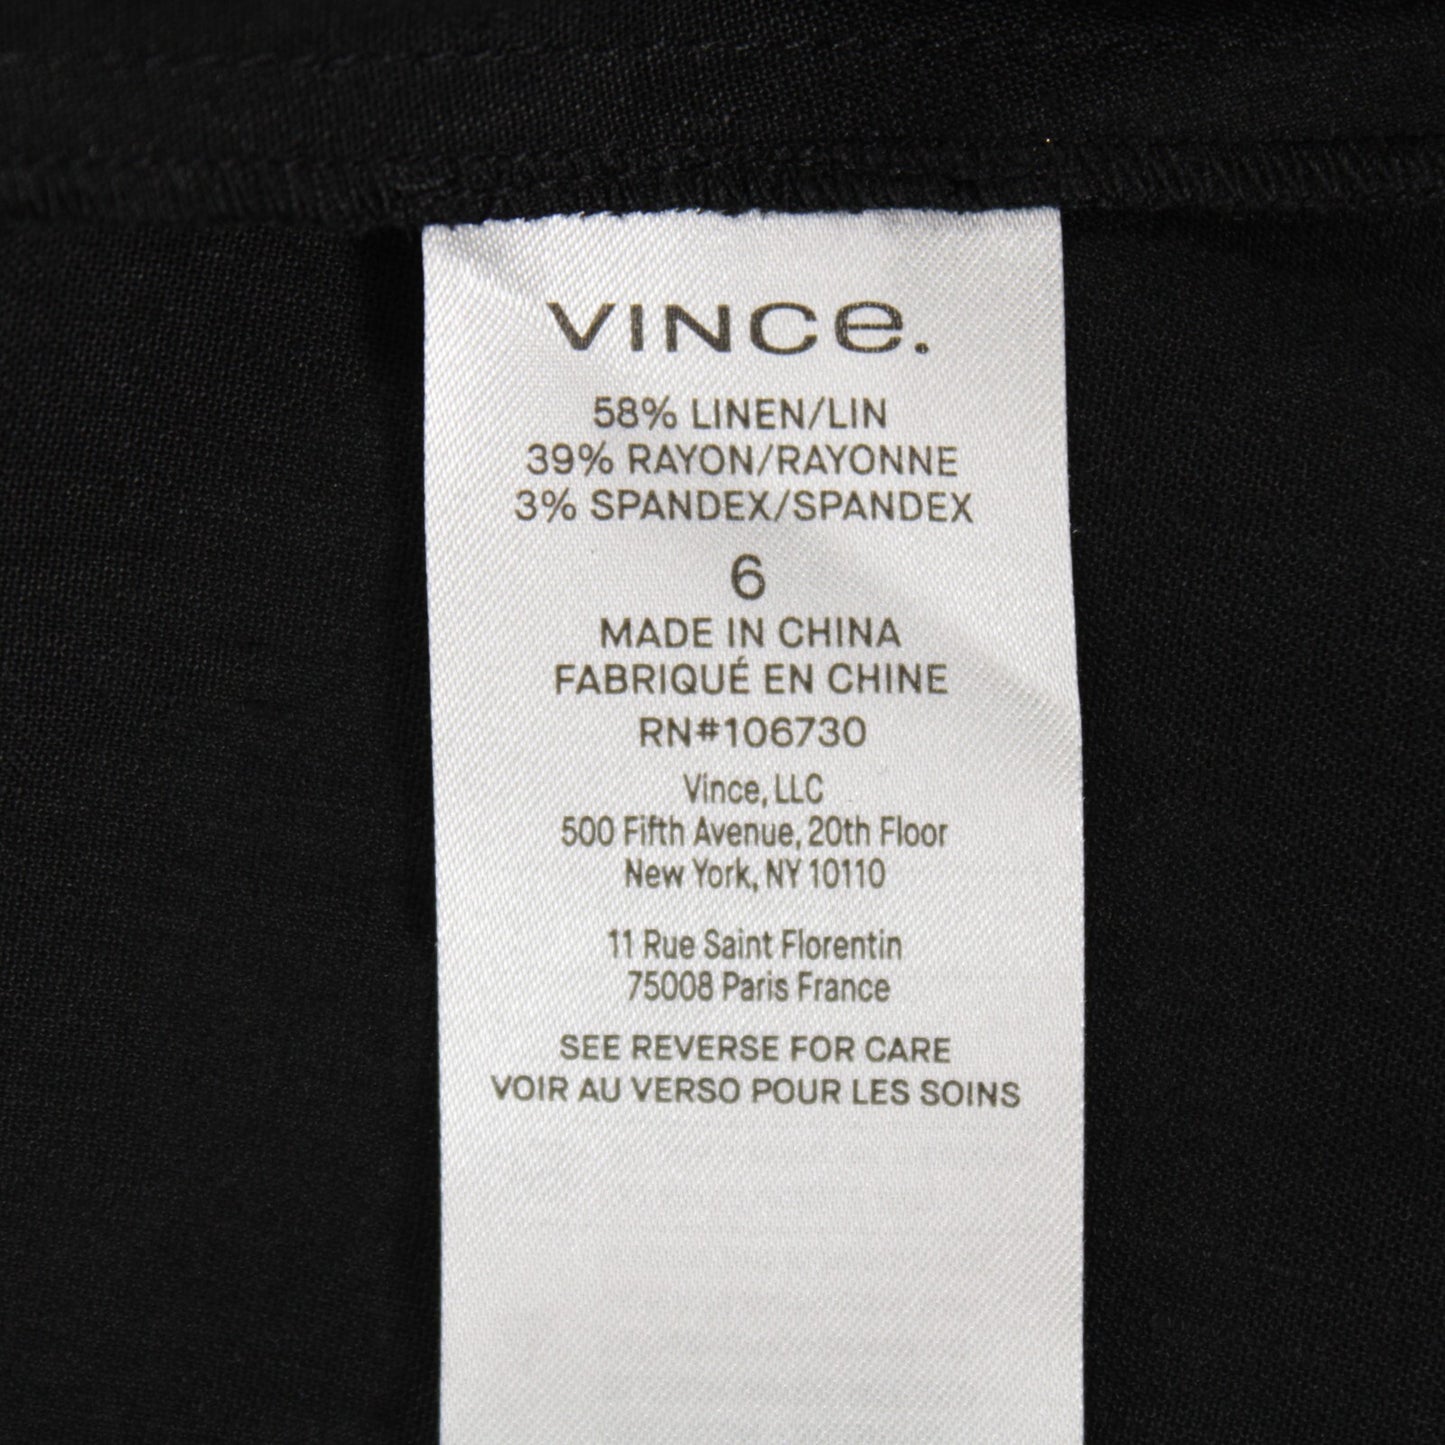 VINCe.
58% LINEN/LIN
39% RAYON/RAYONNE
3% SPANDEX/SPANDEX
6
MADE IN CHINA
FABRIQUÉ EN CHINE
RN#106730
Vince, LLC
500 Fifth Avenue, 20th Floor
New York, NY 10110
11 Rue Saint Florentin
75008 Paris France
SEE REVERSE FOR CARE
VOIR AU VERSO POUR LES SOINS